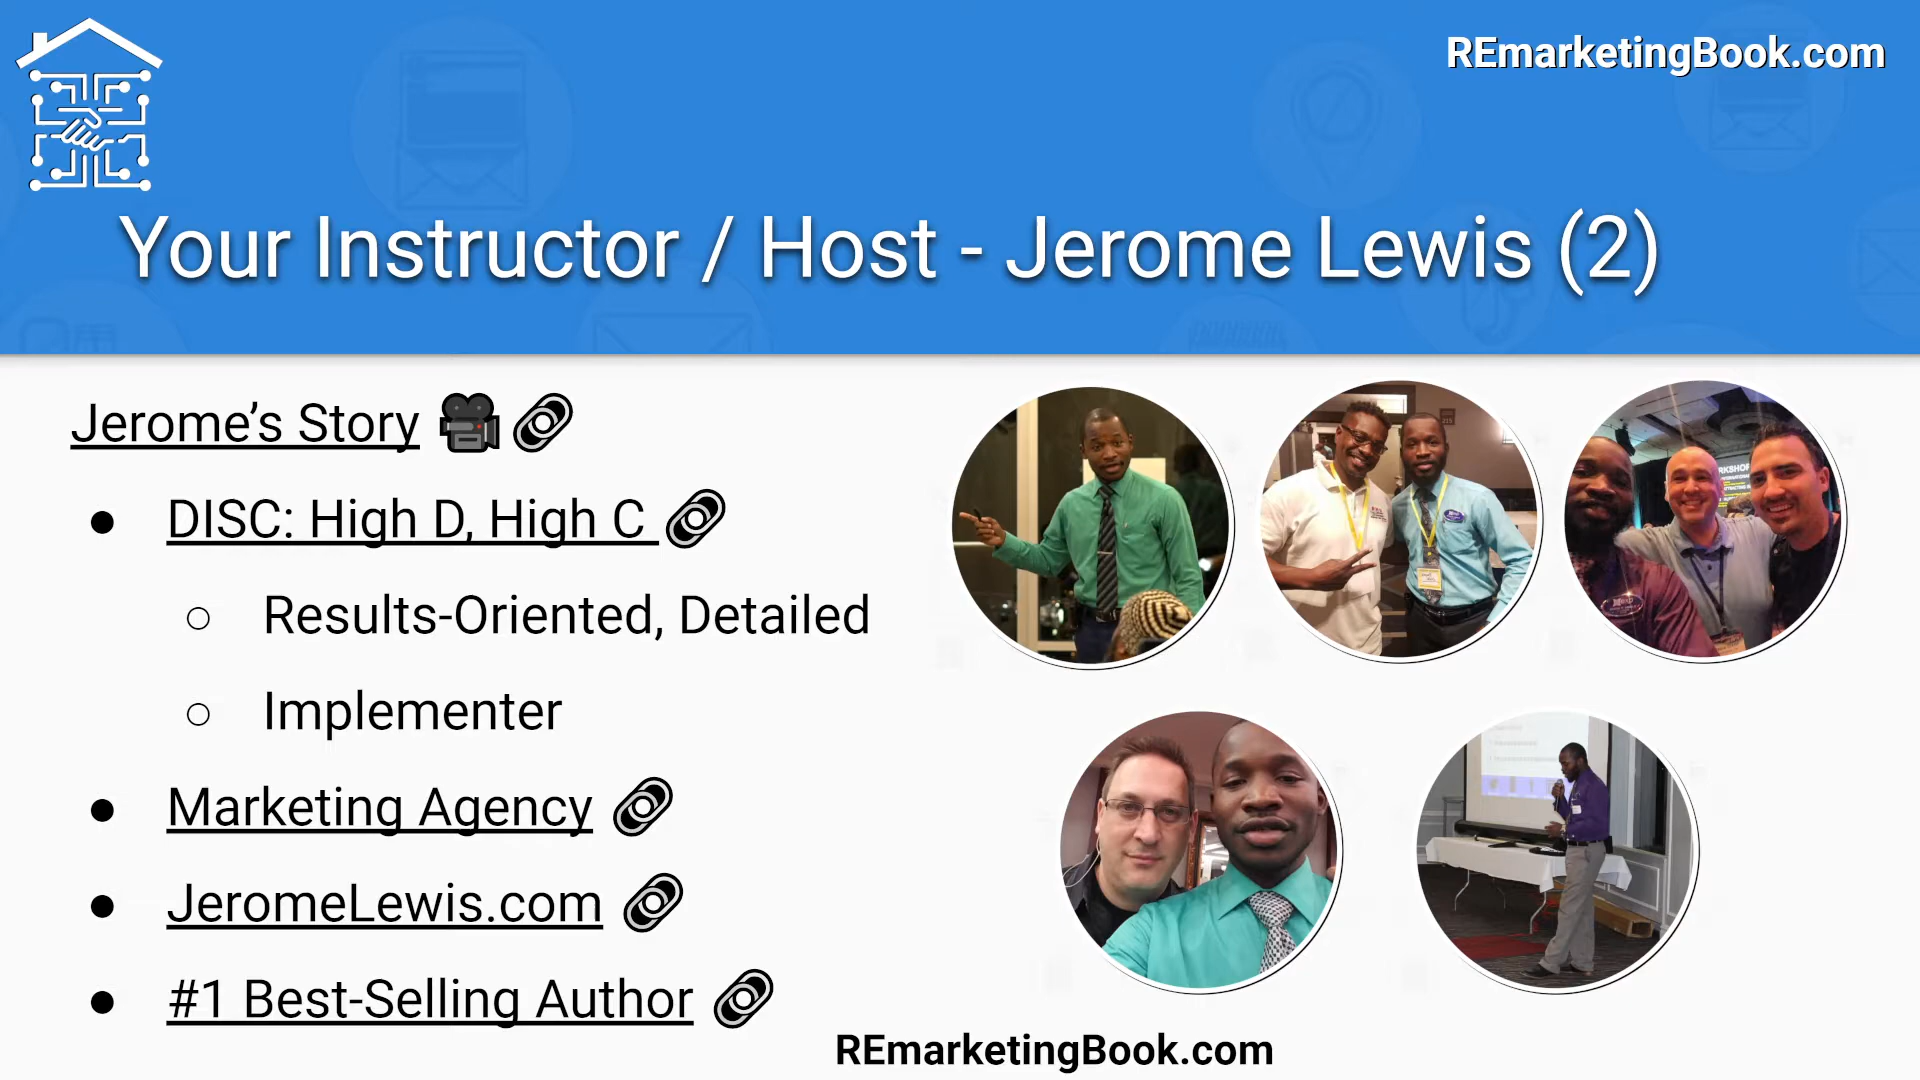 REmarketingBook.com
Your Instructor / Host - Jerome Lewis (2)
Jerome’s Story
DISC: High D, High C
Results-Oriented, Detailed
Implementer
Marketing Agency
JeromeLewis.com
#1 Best-Selling Author
REmarketingBook.com